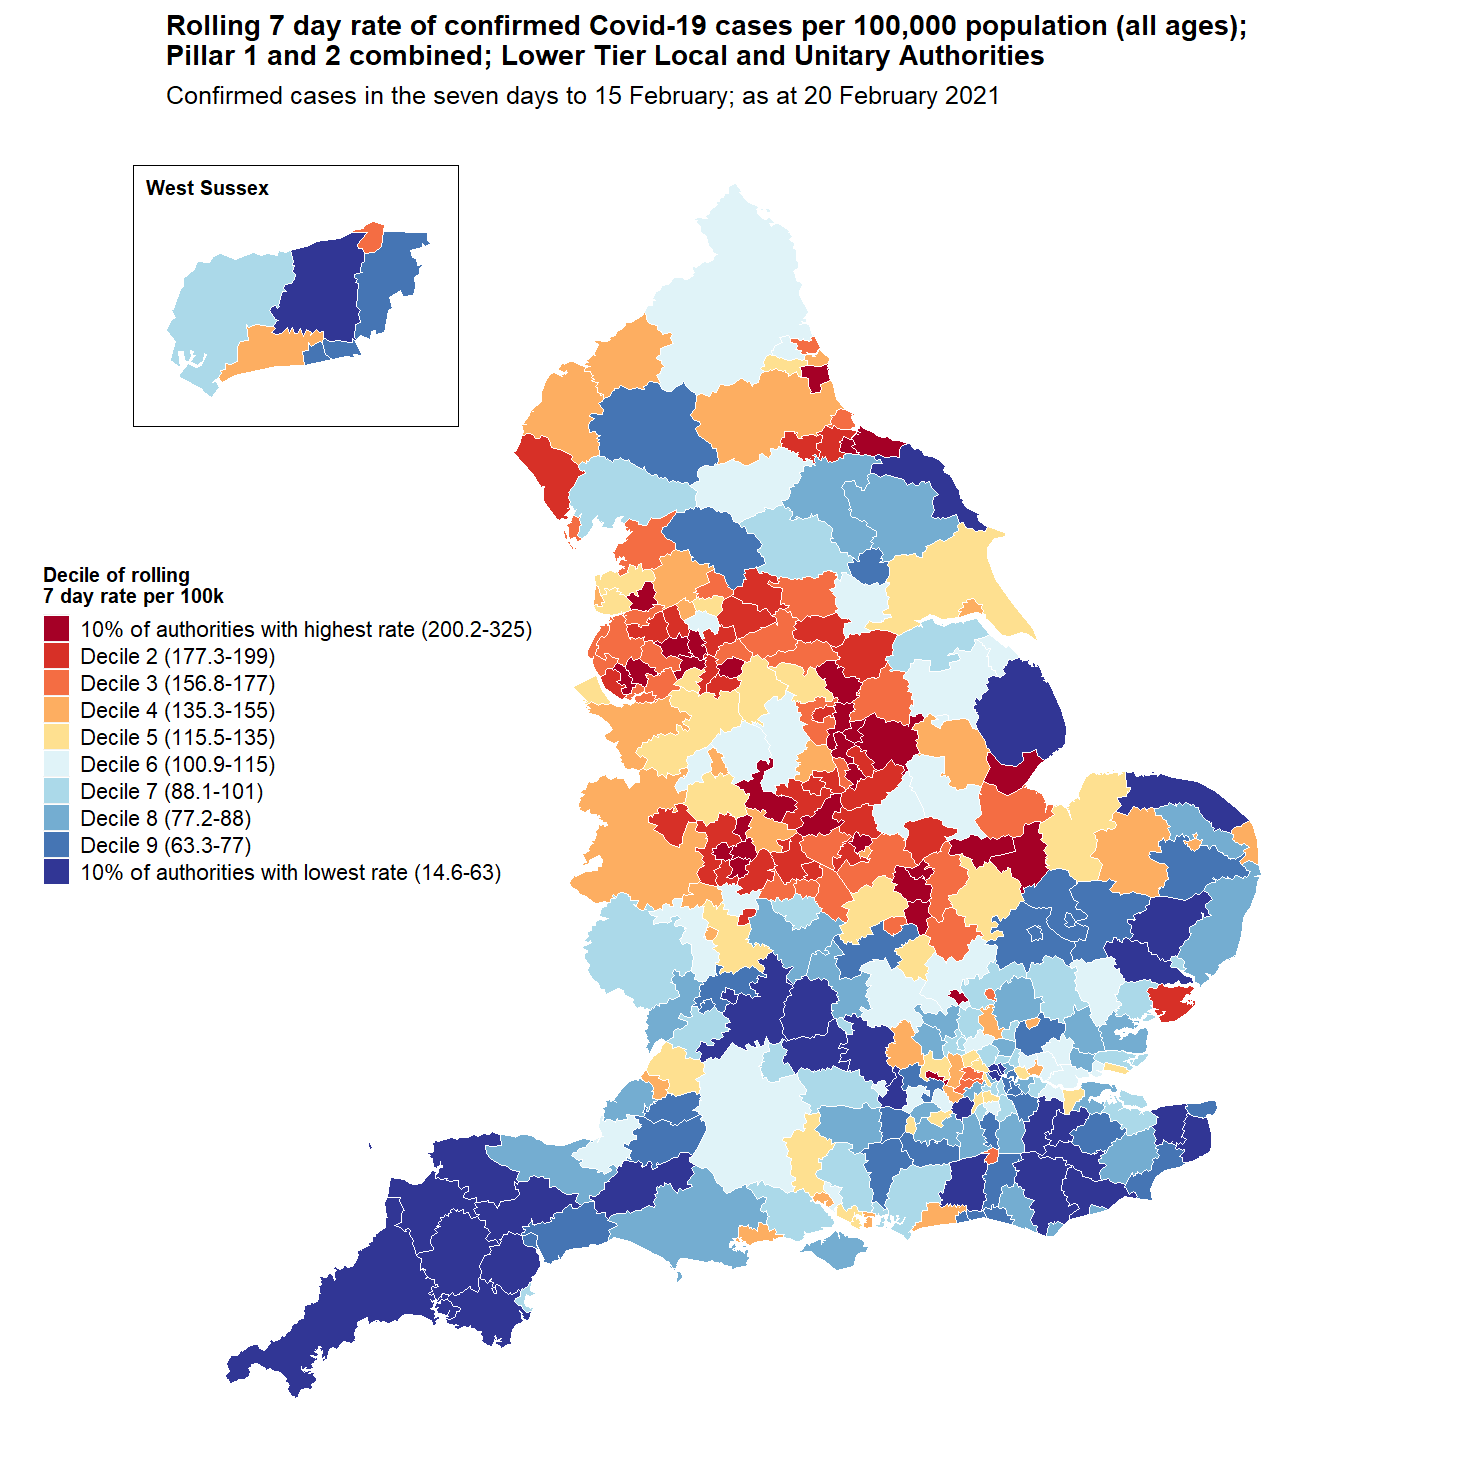 Rolling 7 day rate of confirmed Covid-19 cases per 100,000 population (all ages);
Pillar 1 and 2 combined; Lower Tier Local and Unitary Authorities
Confirmed cases in the seven days to 15 February; as at 20 February 2021
West Sussex
Decile of rolling
7 day rate per 100k
10% of authorities with highest rate (200.2-325)
Decile 2 (177.3-199)
Decile 3 (156.8-177)
Decile 4 (135.3-155)
Decile 5 (115.5-135)
Decile 6 (100.9-115)
Decile 7 (88.1-101)
Decile 8 (77.2-88)
Decile 9 (63.3-77)
10% of authorities with lowest rate (14.6-63)